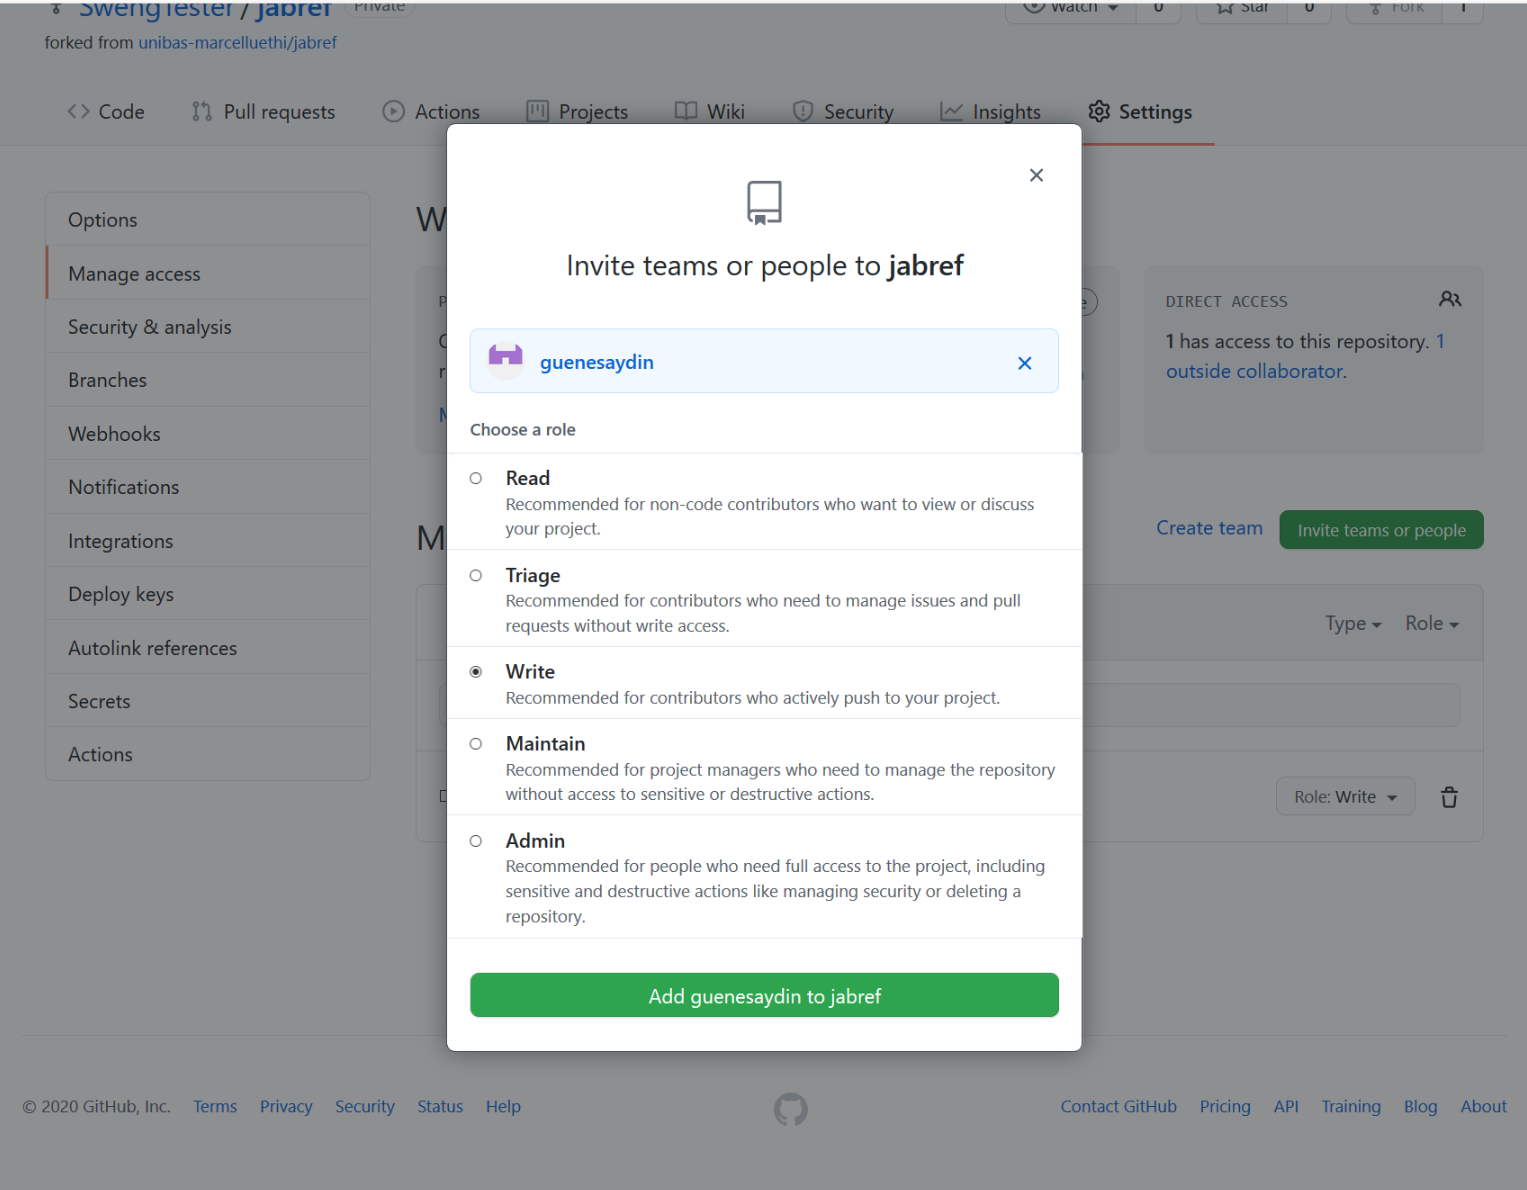 SwengTester / jabref Private
Watch 0 Star 0 Fork 1
forked from unibas-marcelluethi/jabref
Code Pull requests Actions Projects Wiki Security Insights Settings
Options
Manage access
Security & analysis
Branches
Webhooks
Notifications
Integrations
Deploy keys
Autolink references
Secrets
Actions
W
Invite teams or people to jabref
guenesaydin
Choose a role
Read
Recommended for non-code contributors who want to view or discuss
your project.
Triage
Recommended for contributors who need to manage issues and pull
requests without write access.
Write
Recommended for contributors who actively push to your project.
Maintain
Recommended for project managers who need to manage the repository
without access to sensitive or destructive actions.
Admin
Recommended for people who need full access to the project, including
sensitive and destructive actions like managing security or deleting a
repository.
Add guenesaydin to jabref
DIRECT ACCESS
1 has access to this repository. 1
outside collaborator.
M
Create team Invite teams or people
Type Role
Role: Write
© 2020 GitHub, Inc. Terms Privacy Security Status Help
Contact GitHub Pricing API Training Blog About